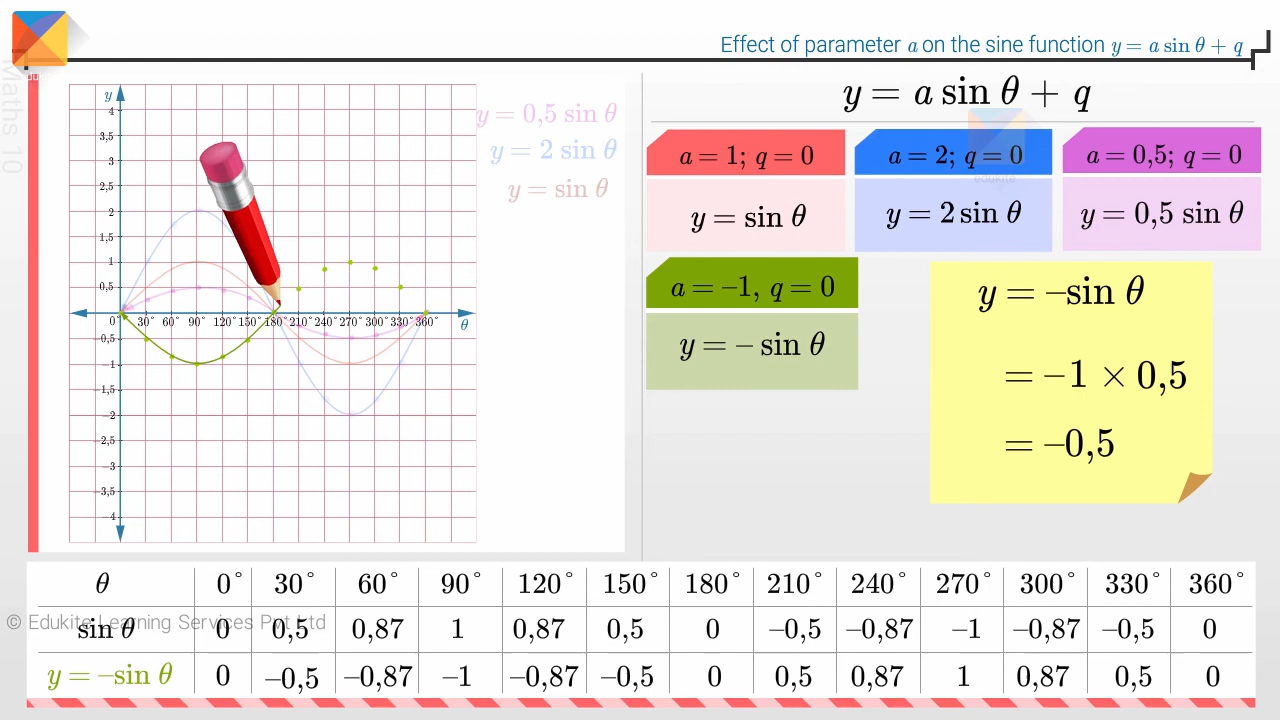 Effect of parameter a on the sine function y = a sin θ + q
edukite
Maths 10
y = a sin θ + q
y
4
3,5
3
2,5
2
1,5
1
0,5
0° 30° 60° 90° 120° 150° 180° 210° 240° 270° 300° 330° 360° θ
–0,5
–1
–1,5
–2
–2,5
–3
–3,5
–4
y = 0,5 sin θ
y = 2 sin θ
y = sin θ
a = 1; q = 0
y = sin θ
a = 2; q = 0
y = 2 sin θ
a = 0,5; q = 0
y = 0,5 sin θ
a = –1, q = 0
y = – sin θ
y = –sin θ
= –1 × 0,5
= –0,5
θ 0° 30° 60° 90° 120° 150° 180° 210° 240° 270° 300° 330° 360°
sin θ 0 0,5 0,87 1 0,87 0,5 0 –0,5 –0,87 –1 –0,87 –0,5 0
y = –sin θ 0 –0,5 –0,87 –1 –0,87 –0,5 0 0,5 0,87 1 0,87 0,5 0
© Edukite Learning Services Pvt Ltd